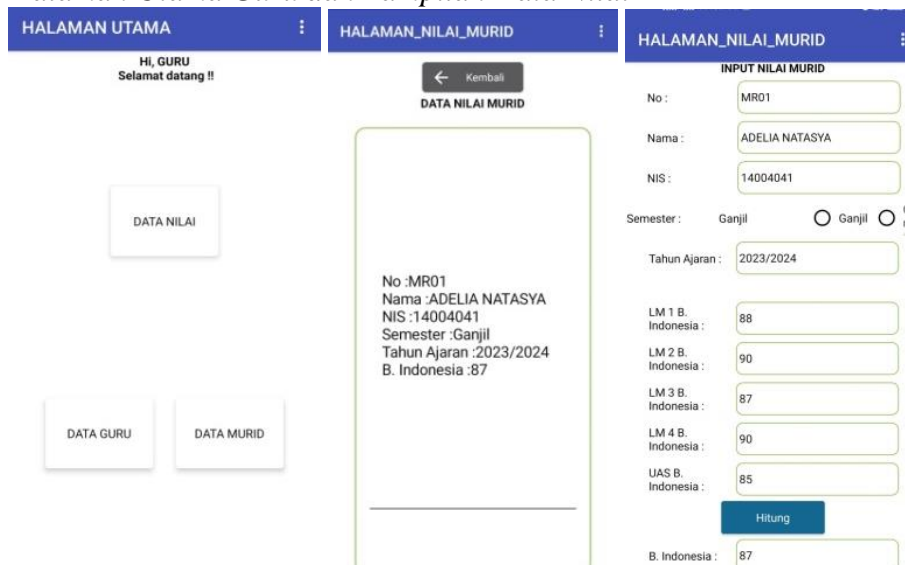 HALAMAN UTAMA
Hi, GURU
Selamat datang !!
DATA NILAI
DATA GURU
DATA MURID
HALAMAN_NILAI_MURID
Kembali
DATA NILAI MURID
No :MR01
Nama :ADELIA NATASYA
NIS :14004041
Semester :Ganjil
Tahun Ajaran :2023/2024
B. Indonesia :87
HALAMAN_NILAI_MURID
INPUT NILAI MURID
No : MR01
Nama : ADELIA NATASYA
NIS : 14004041
Semester : Ganjil Ganjil
Tahun Ajaran : 2023/2024
LM 1 B.
Indonesia : 88
LM 2 B.
Indonesia : 90
LM 3 B.
Indonesia : 87
LM 4 B.
Indonesia : 90
UAS B.
Indonesia : 85
Hitung
B. Indonesia : 87